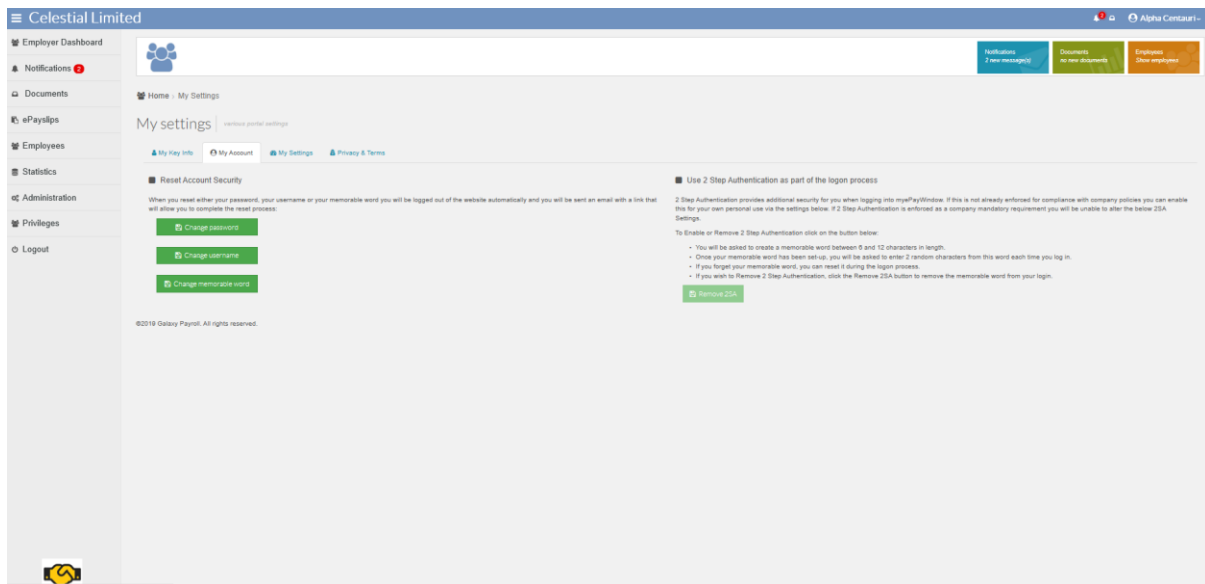 Celestial Limited
2
Alpha Centauri
Employer Dashboard
Notifications 2
Documents
ePayslips
Employees
Statistics
Administration
Privileges
Logout
Notifications
2 new message(s)
Documents
no new documents
Employees
Show employees
Home › My Settings
My settings
various portal settings
My Key Info
My Account
My Settings
Privacy & Terms
Reset Account Security
When you reset either your password, your username or your memorable word you will be logged out of the website automatically and you will be sent an email with a link that
will allow you to complete the reset process:
Change password
Change username
Change memorable word
Use 2 Step Authentication as part of the logon process
2 Step Authentication provides additional security for you when logging into myePayWindow. If this is not already enforced for compliance with company policies you can enable
this for your own personal use via the settings below. If 2 Step Authentication is enforced as a company mandatory requirement you will be unable to alter the below 2SA
Settings.
To Enable or Remove 2 Step Authentication click on the button below:
• You will be asked to create a memorable word between 6 and 12 characters in length.
• Once your memorable word has been set-up, you will be asked to enter 2 random characters from this word each time you log in.
• If you forget your memorable word, you can reset it during the logon process.
• If you wish to Remove 2 Step Authentication, click the Remove 2SA button to remove the memorable word from your login.
Remove 2SA
©2019 Galaxy Payroll. All rights reserved.